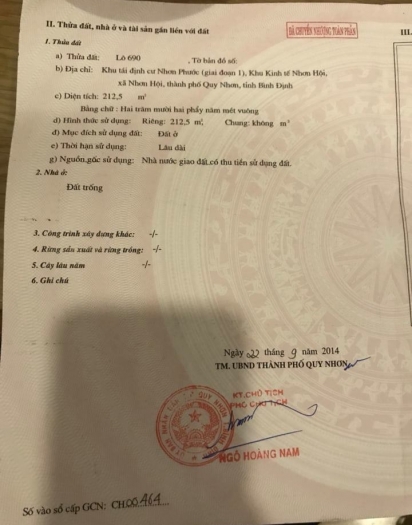 II. Thửa đất, nhà ở và tài sản gắn liền với đất
ĐÃ CHUYỂN NHƯỢNG TOÀN PHẦN
III.
1. Thửa đất
a) Thửa đất: Lô 690 , Tờ bản đồ số:
b) Địa chỉ: Khu tái định cư Nhơn Phước (giai đoạn 1), Khu Kinh tế Nhơn Hội,
xã Nhơn Hội, thành phố Quy Nhơn, tỉnh Bình Định
c) Diện tích: 212,5 m²
Bằng chữ : Hai trăm mười hai phẩy năm mét vuông
d) Hình thức sử dụng: Riêng: 212,5 m², Chung: không m²
đ) Mục đích sử dụng đất: Đất ở
e) Thời hạn sử dụng: Lâu dài
g) Nguồn gốc sử dụng: Nhà nước giao đất có thu tiền sử dụng đất.
2. Nhà ở:
Đất trống
3. Công trình xây dựng khác: -/-
4. Rừng sản xuất và rừng trồng: -/-
5. Cây lâu năm -/-
6. Ghi chú
Ngày 22 tháng 9 năm 2014
TM. UBND THÀNH PHỐ QUY NHƠN
KT.CHỦ TỊCH
PHÓ CHỦ TỊCH
NGÔ HOÀNG NAM
Số vào sổ cấp GCN: CH00464